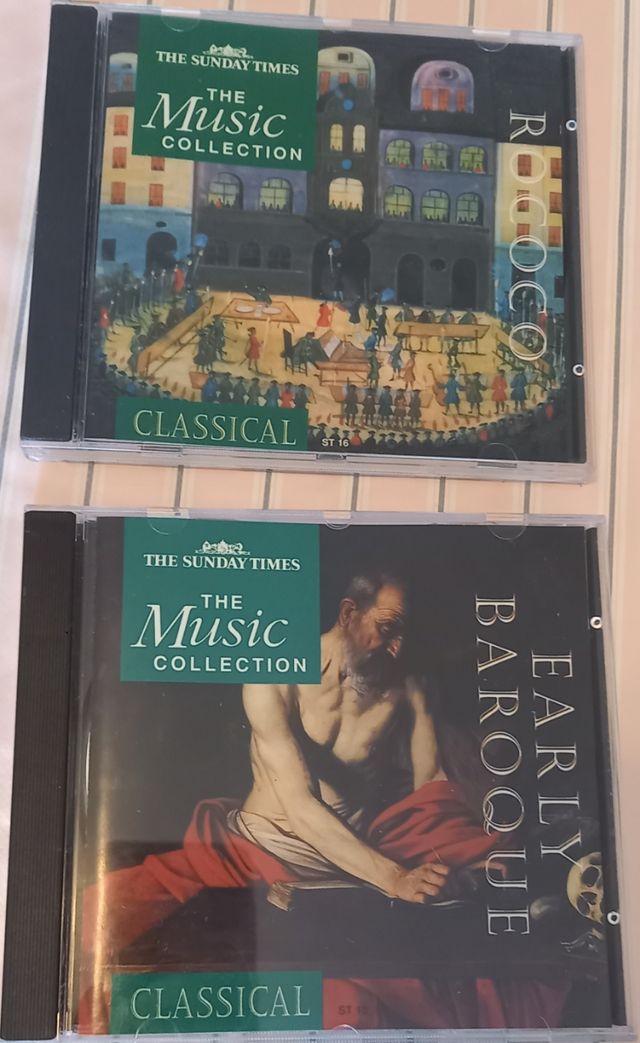 THE SUNDAY TIMES
THE
Music
COLLECTION
ROCOCO
CLASSICAL
ST 16
THE SUNDAY TIMES
THE
Music
COLLECTION
EARLY
BAROQUE
CLASSICAL
ST